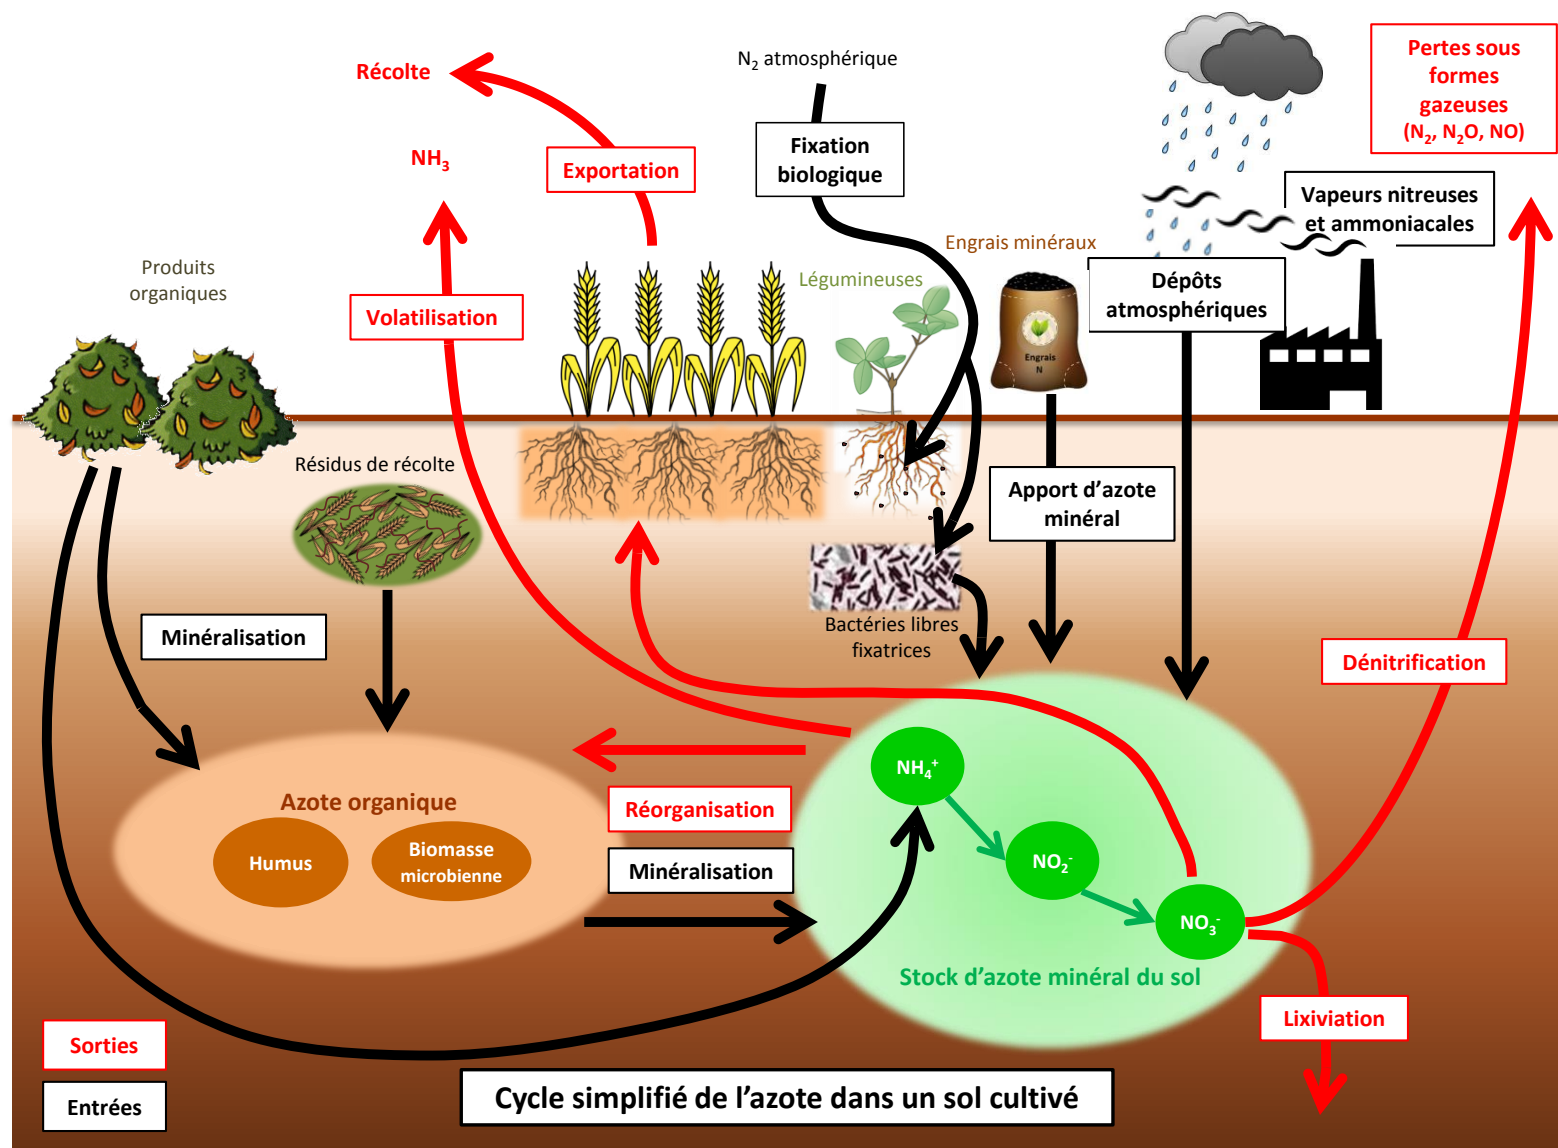 N₂ atmosphérique
Récolte
Pertes sous
formes
gazeuses
(N₂, N₂O, NO)
NH₃
Exportation
Fixation
biologique
Vapeurs nitreuses
et ammoniacales
Engrais minéraux
Produits
organiques
Légumineuses
Dépôts
atmosphériques
Volatilisation
Engrais
N
Résidus de récolte
Apport d’azote
minéral
Minéralisation
Bactéries libres
fixatrices
Dénitrification
Azote organique
Humus
Biomasse
microbienne
Réorganisation
Minéralisation
NH₄⁺
NO₂⁻
NO₃⁻
Stock d’azote minéral du sol
Lixiviation
Sorties
Entrées
Cycle simplifié de l’azote dans un sol cultivé